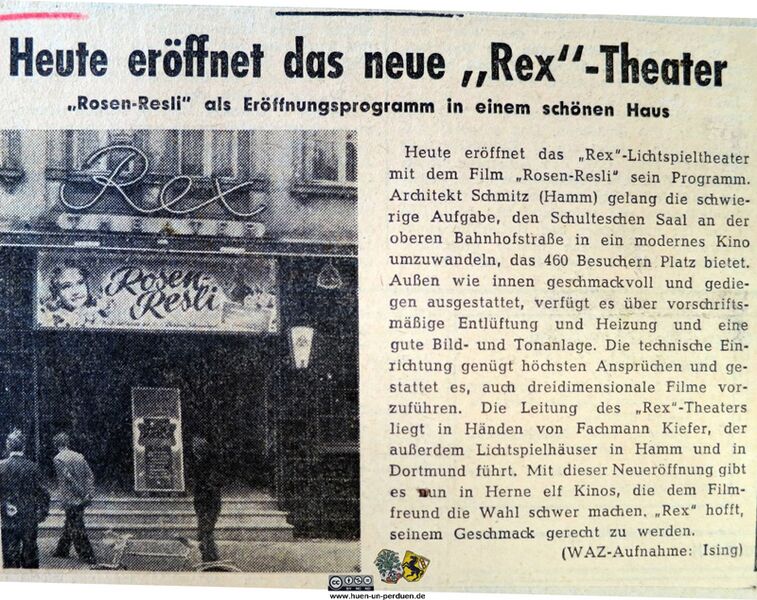 Heute eröffnet das neue „Rex“-Theater
„Rosen-Resli“ als Eröffnungsprogramm in einem schönen Haus
Rex
THEATER
Rosen-
Resli
Heute eröffnet das „Rex“-Lichtspieltheater
mit dem Film „Rosen-Resli“ sein Programm.
Architekt Schmitz (Hamm) gelang die schwie-
rige Aufgabe, den Schulteschen Saal an der
oberen Bahnhofstraße in ein modernes Kino
umzuwandeln, das 460 Besuchern Platz bietet.
Außen wie innen geschmackvoll und gedie-
gen ausgestattet, verfügt es über vorschrifts-
mäßige Entlüftung und Heizung und eine
gute Bild- und Tonanlage. Die technische Ein-
richtung genügt höchsten Ansprüchen und ge-
stattet es, auch dreidimensionale Filme vor-
zuführen. Die Leitung des „Rex“-Theaters
liegt in Händen von Fachmann Kiefer, der
außerdem Lichtspielhäuser in Hamm und in
Dortmund führt. Mit dieser Neueröffnung gibt
es nun in Herne elf Kinos, die dem Film-
freund die Wahl schwer machen. „Rex“ hofft,
seinem Geschmack gerecht zu werden.
(WAZ-Aufnahme: Ising)
www.huen-un-perduen.de